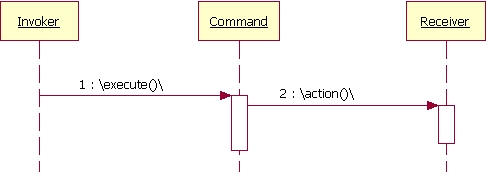 Invoker
Command
Receiver
1 : \execute()\
2 : \action()\